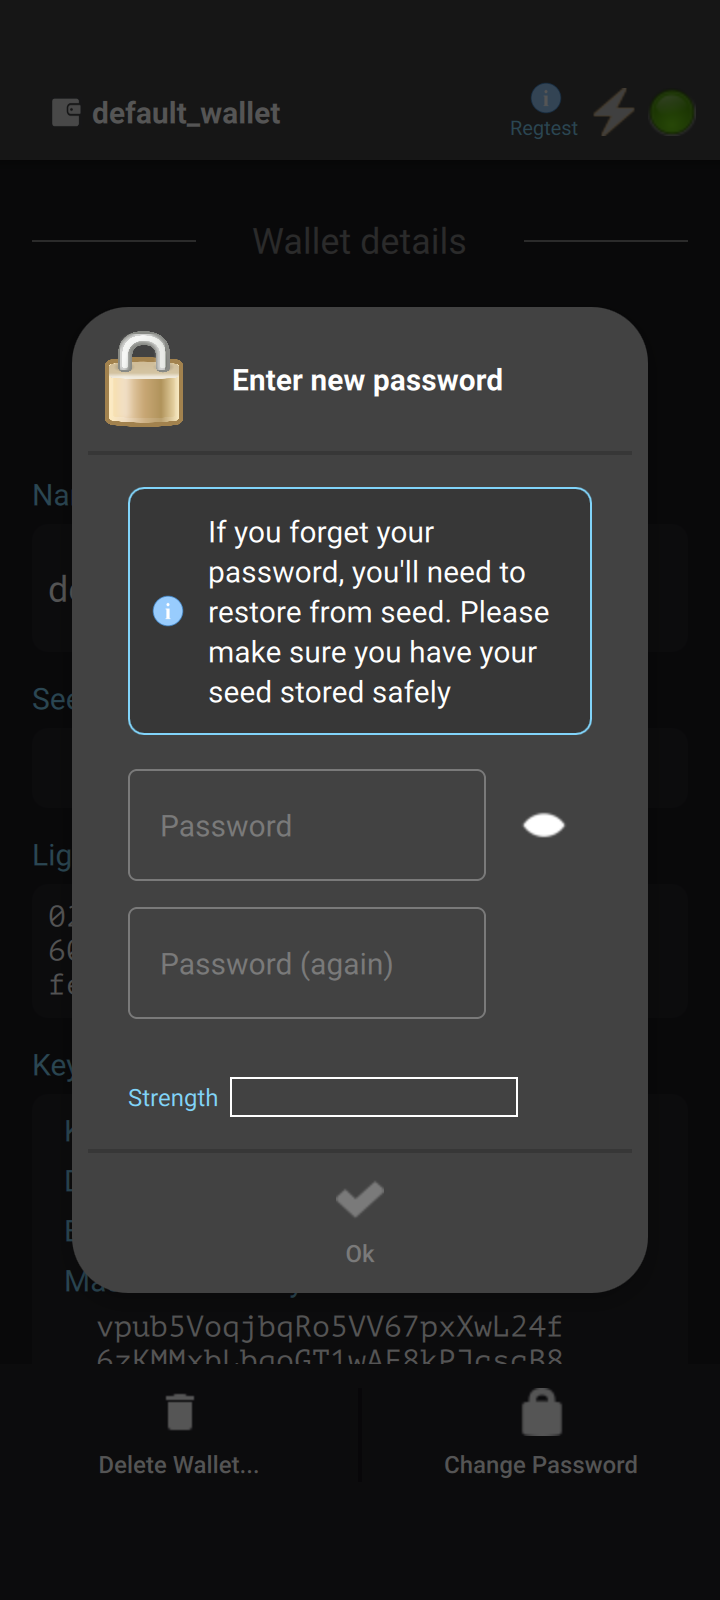 default_wallet
Regtest
Wallet details
Enter new password
If you forget your
password, you'll need to
restore from seed. Please
make sure you have your
seed stored safely
Password
Password (again)
Strength
Ok
vpub5VoqjbqRo5VV67pxXwL24f
Delete Wallet...
Change Password